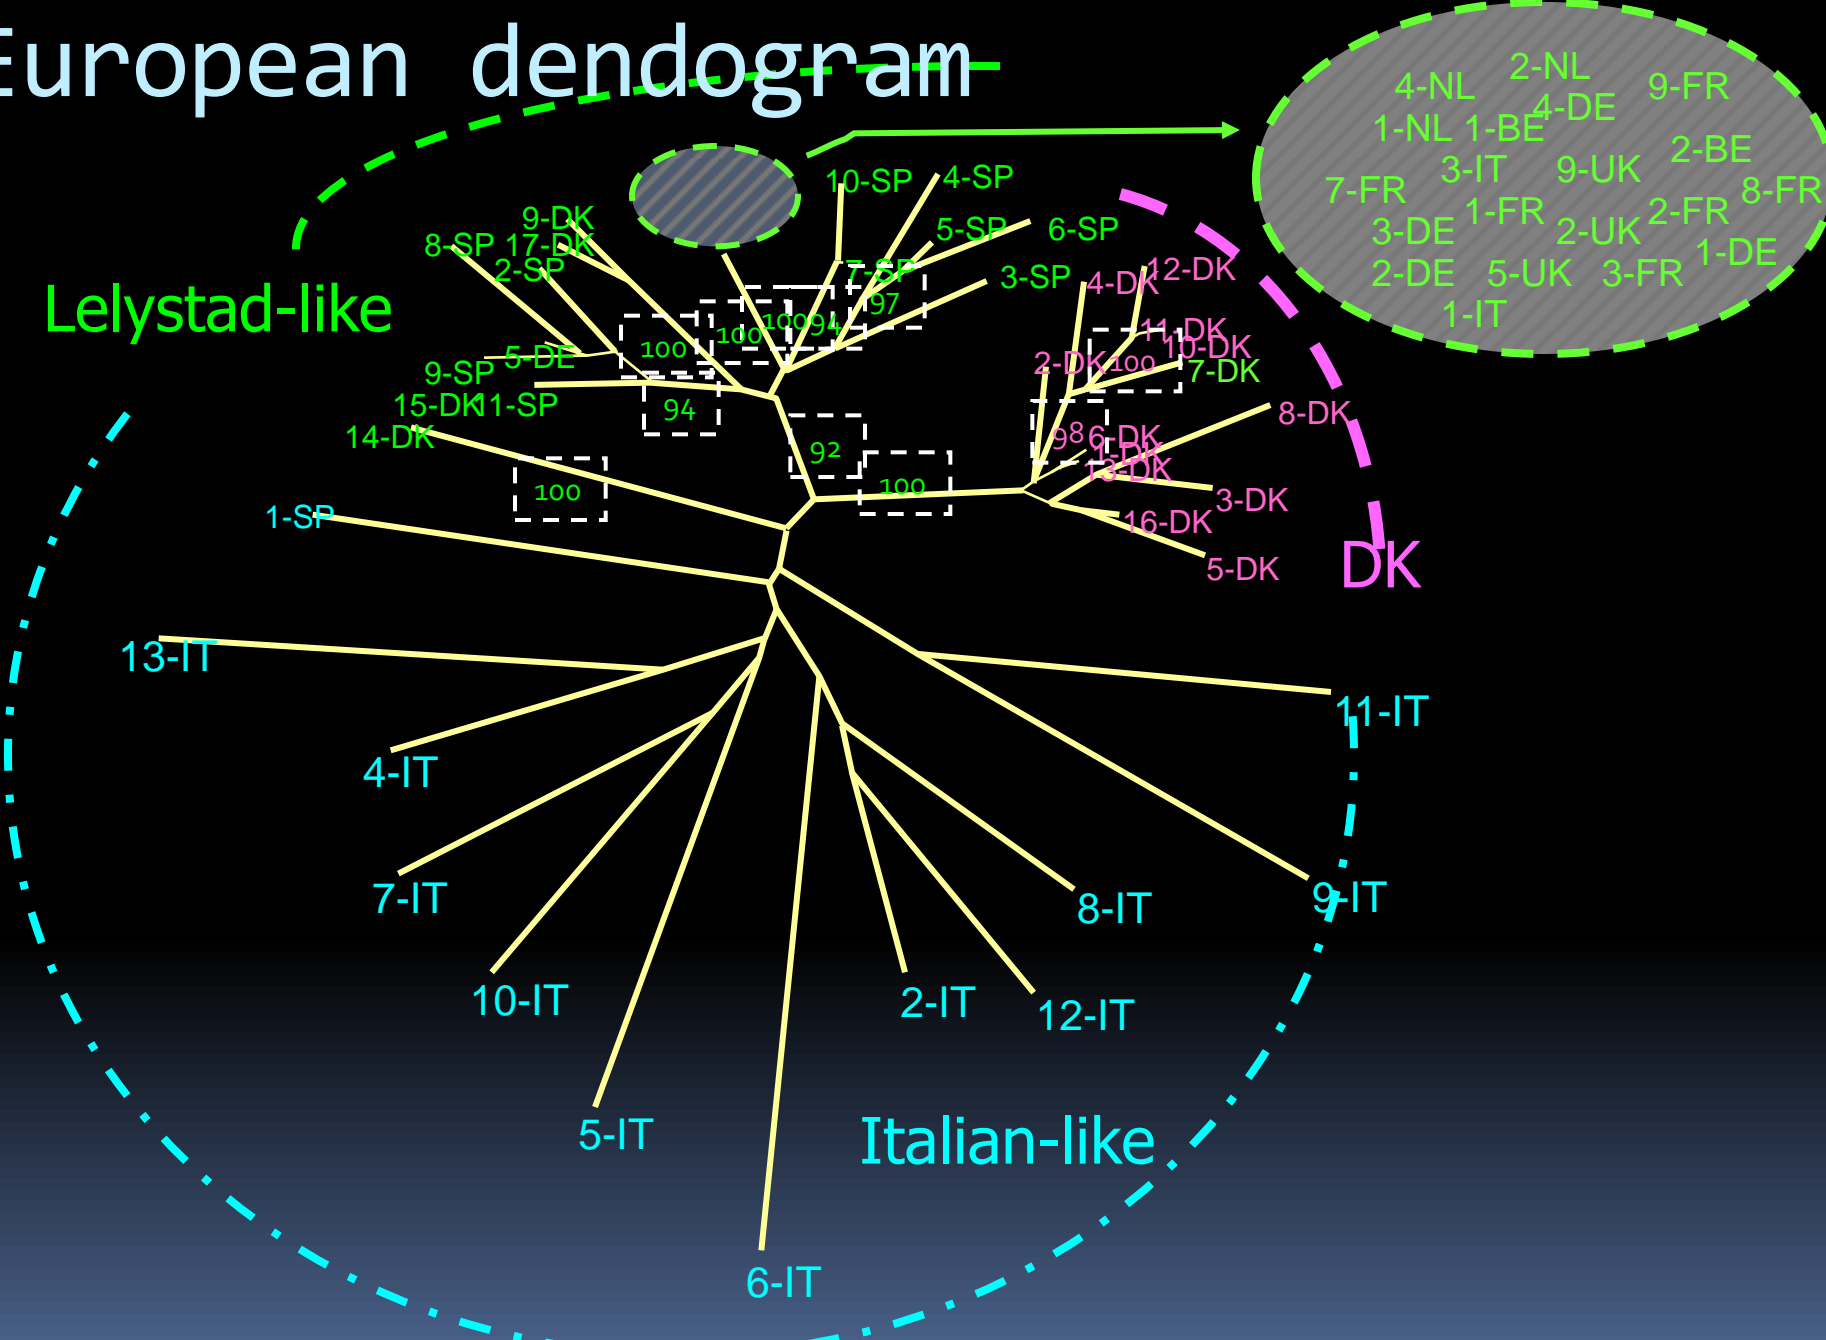 European dendogram
2-NL
4-NL
9-FR
4-DE
1-NL
1-BE
2-BE
3-IT
9-UK
7-FR
8-FR
1-FR
2-FR
3-DE
2-UK
1-DE
2-DE
5-UK
3-FR
1-IT
10-SP
4-SP
9-DK
5-SP
6-SP
8-SP
17-DK
2-SP
7-SP
3-SP
12-DK
4-DK
97
Lelystad-like
100
94
100
11-DK
100
10-DK
5-DE
2-DK
100
9-SP
7-DK
15-DK
11-SP
94
8-DK
14-DK
92
98
6-DK
1-DK
13-DK
100
100
3-DK
1-SP
16-DK
5-DK
DK
13-IT
11-IT
4-IT
7-IT
8-IT
9-IT
10-IT
2-IT
12-IT
5-IT
Italian-like
6-IT